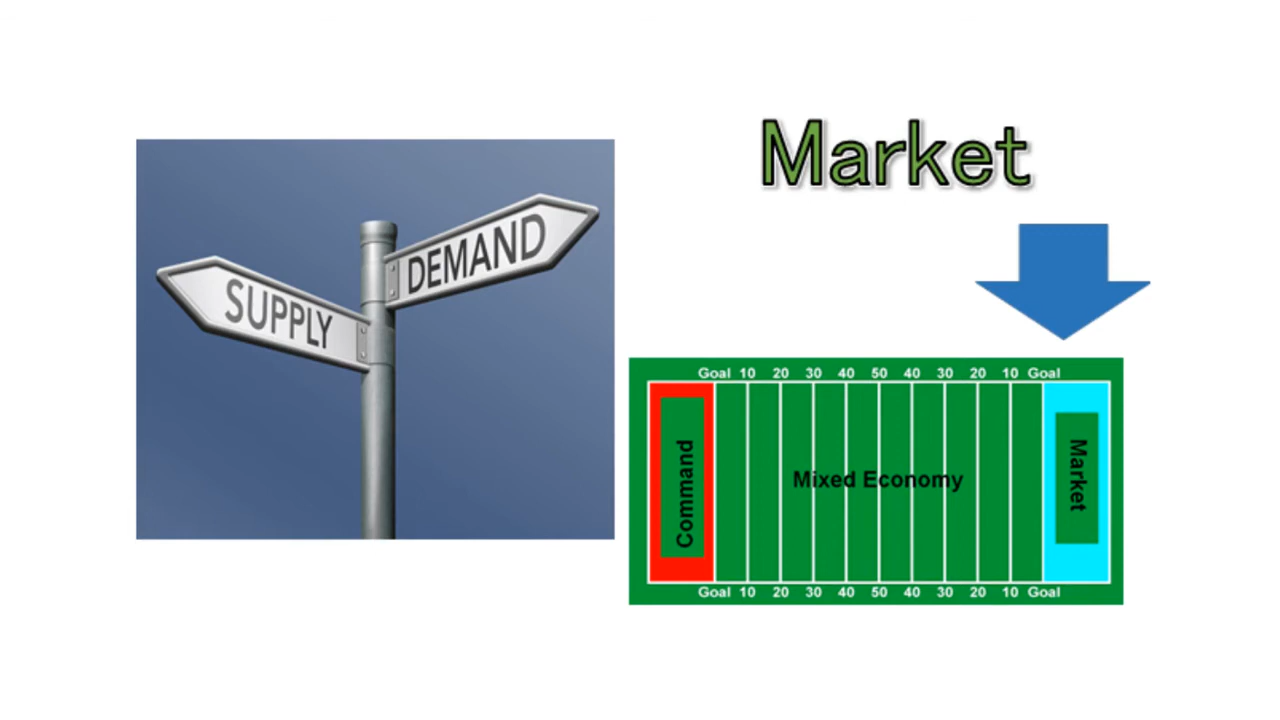 Market
DEMAND
SUPPLY
Goal 10 20 30 40 50 40 30 20 10 Goal
Command
Mixed Economy
Market
Goal 10 20 30 40 50 40 30 20 10 Goal